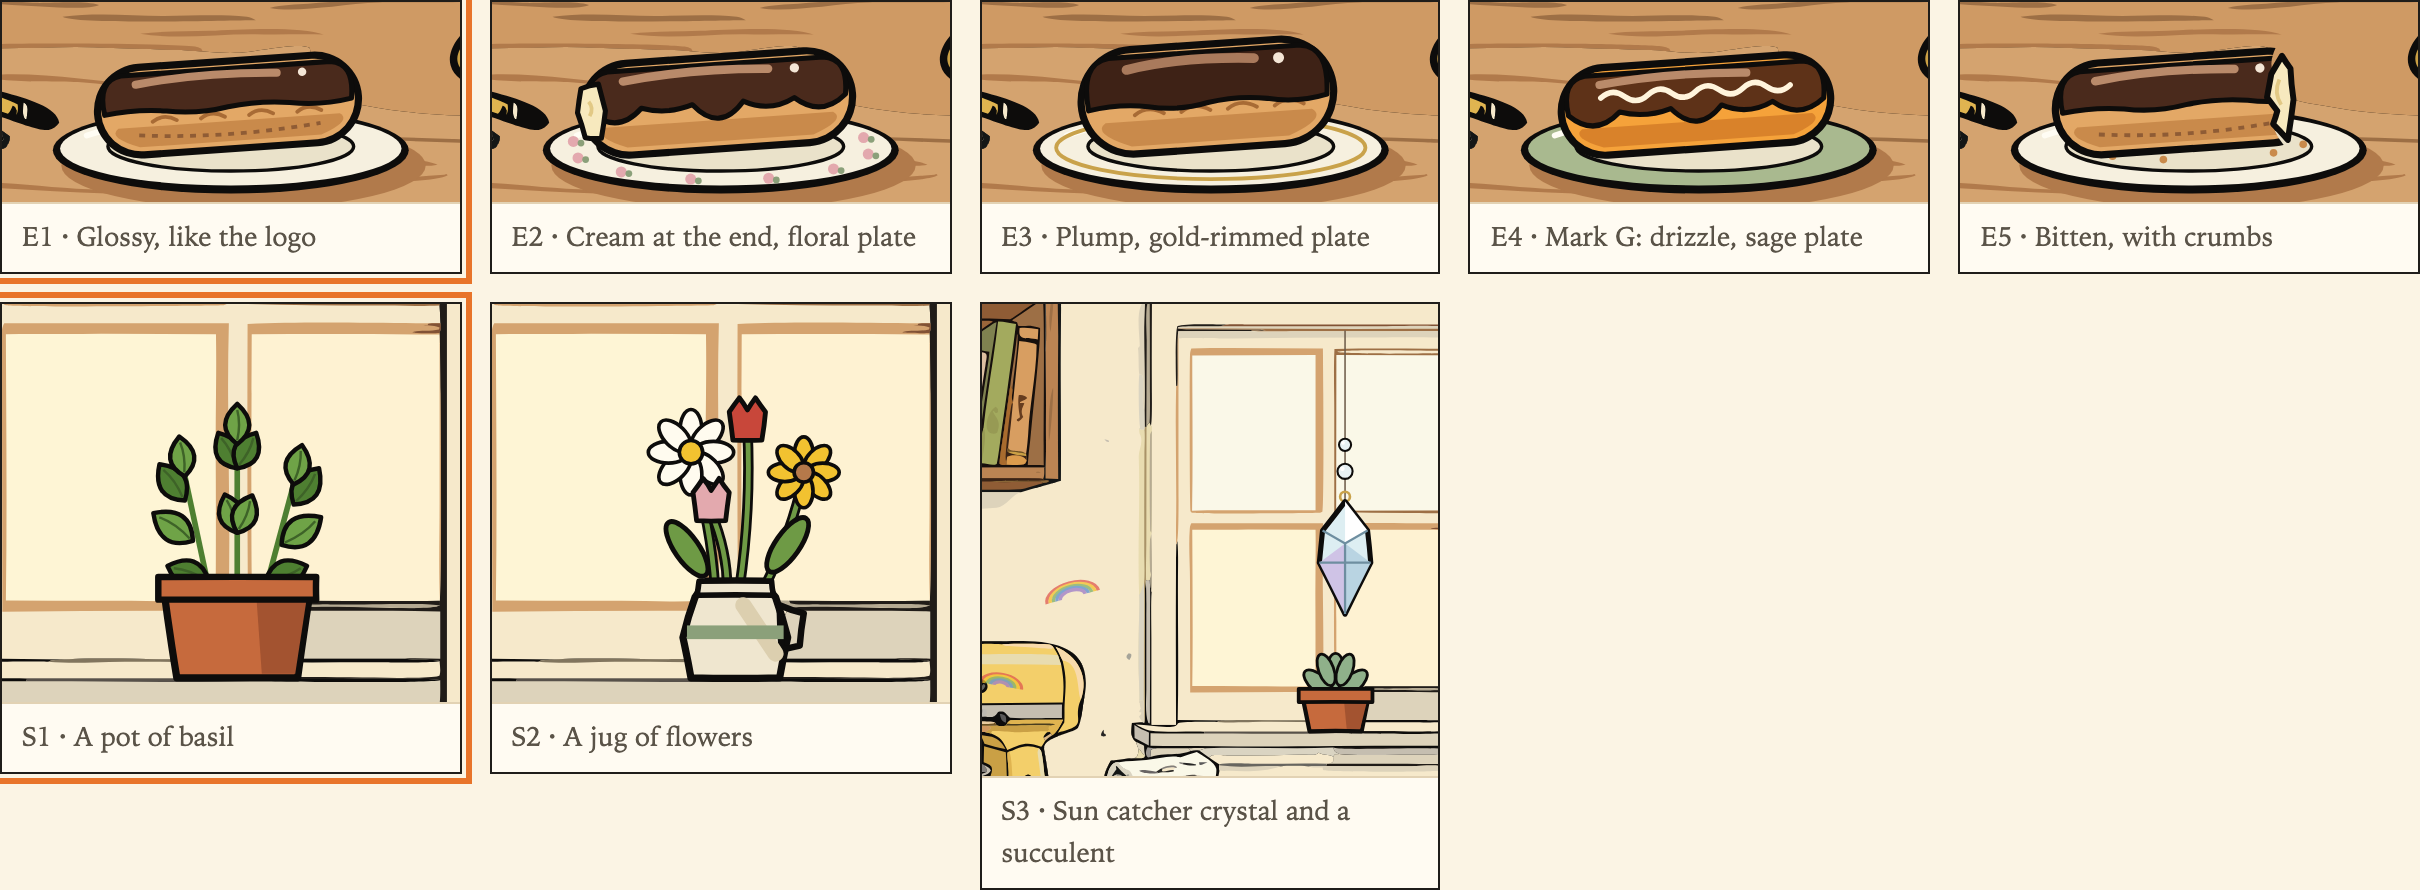 E1 · Glossy, like the logo
E2 · Cream at the end, floral plate
E3 · Plump, gold-rimmed plate
E4 · Mark G: drizzle, sage plate
E5 · Bitten, with crumbs
S1 · A pot of basil
S2 · A jug of flowers
S3 · Sun catcher crystal and a
succulent